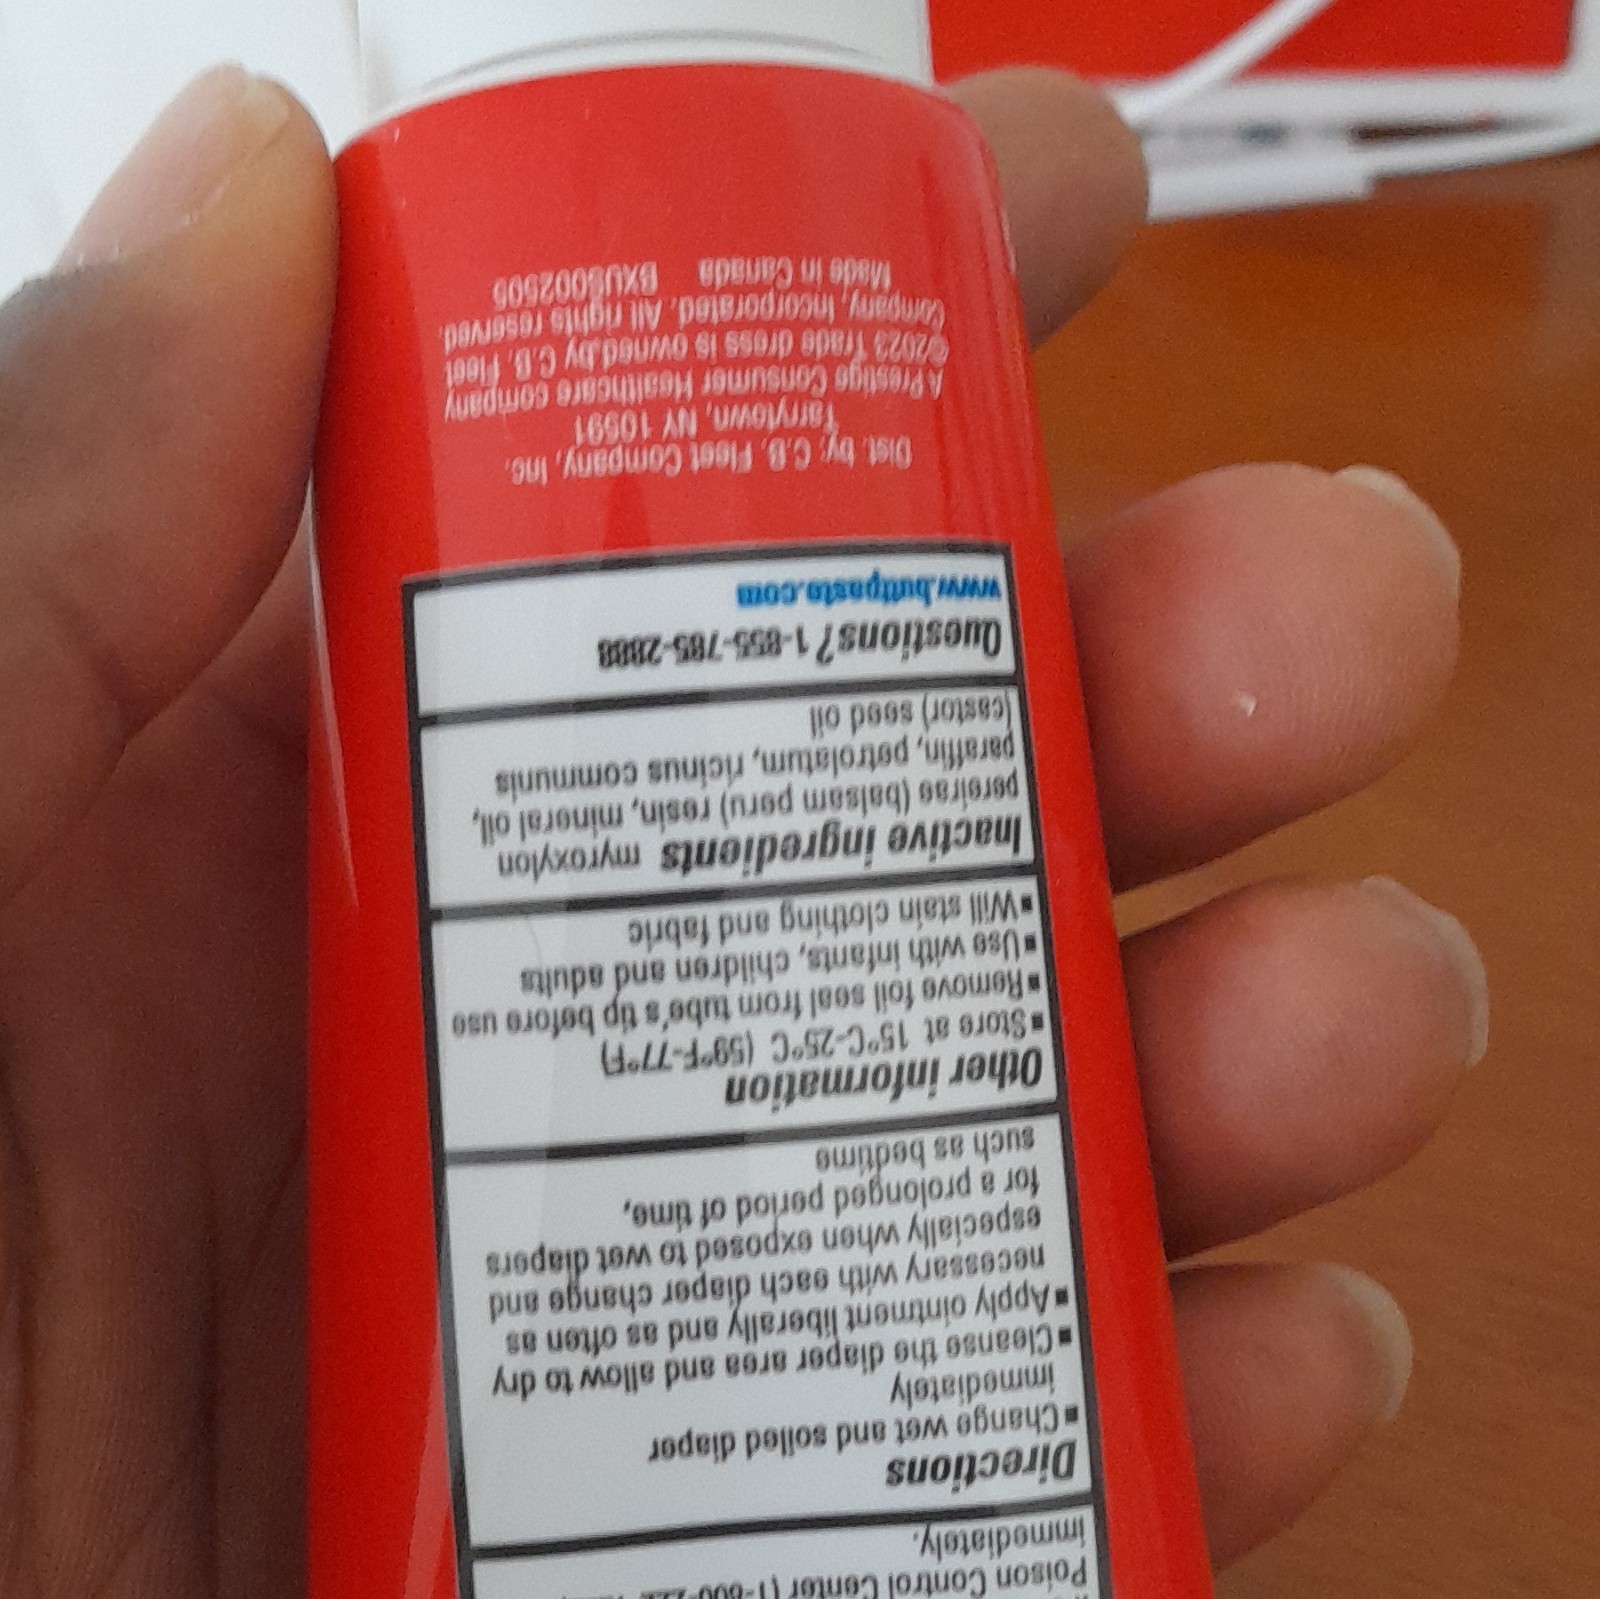 Poison Control Center (1-800-222-
immediately.
Directions
▪ Change wet and soiled diaper
immediately
▪ Cleanse the diaper area and allow to dry
▪ Apply ointment liberally and as often as
necessary with each diaper change and
especially when exposed to wet diapers
for a prolonged period of time,
such as bedtime
Other information
▪ Store at 15°C-25°C (59°F-77°F)
▪ Remove foil seal from tube's tip before use
▪ Use with infants, children and adults
▪ Will stain clothing and fabric
Inactive ingredients myroxylon
pereirae (balsam peru) resin, mineral oil,
paraffin, petrolatum, ricinus communis
(castor) seed oil
Questions? 1-855-785-2888
www.buttpaste.com
Dist. by: C.B. Fleet Company, Inc.
Tarrytown, NY 10591
A Prestige Consumer Healthcare company
©2023 Trade dress is owned by C.B. Fleet
Company, Incorporated. All rights reserved.
Made in Canada BXUS002505